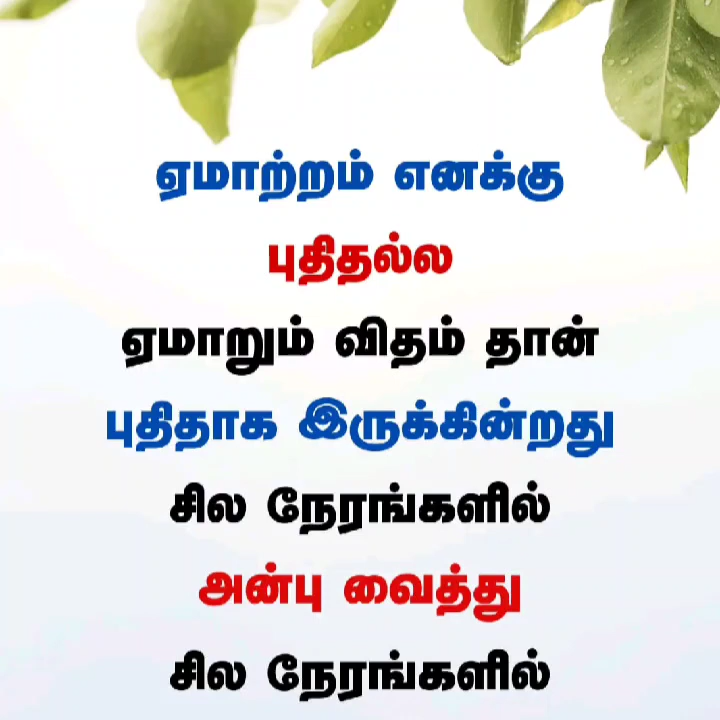 ஏமாற்றம் எனக்கு
புதிதல்ல
ஏமாறும் விதம் தான்
புதிதாக இருக்கின்றது
சில நேரங்களில்
அன்பு வைத்து
சில நேரங்களில்